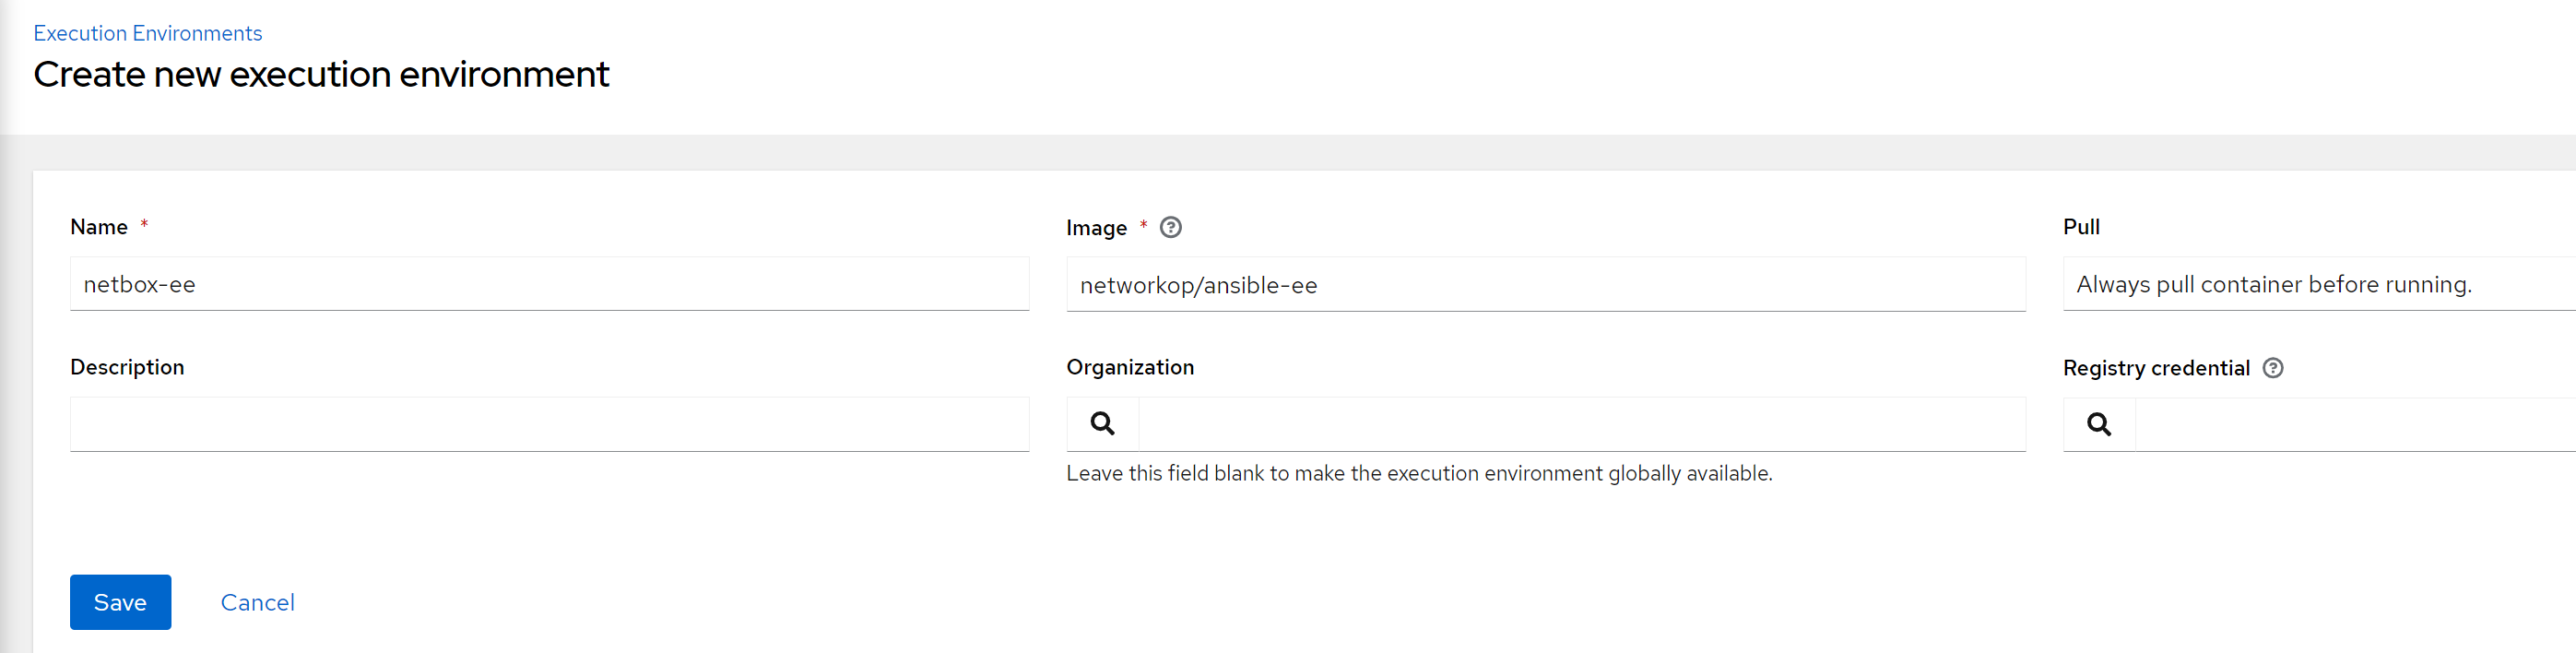 Execution Environments
Create new execution environment
Name *
Image *
Pull
netbox-ee
networkop/ansible-ee
Always pull container before running.
Description
Organization
Registry credential
Leave this field blank to make the execution environment globally available.
Save
Cancel